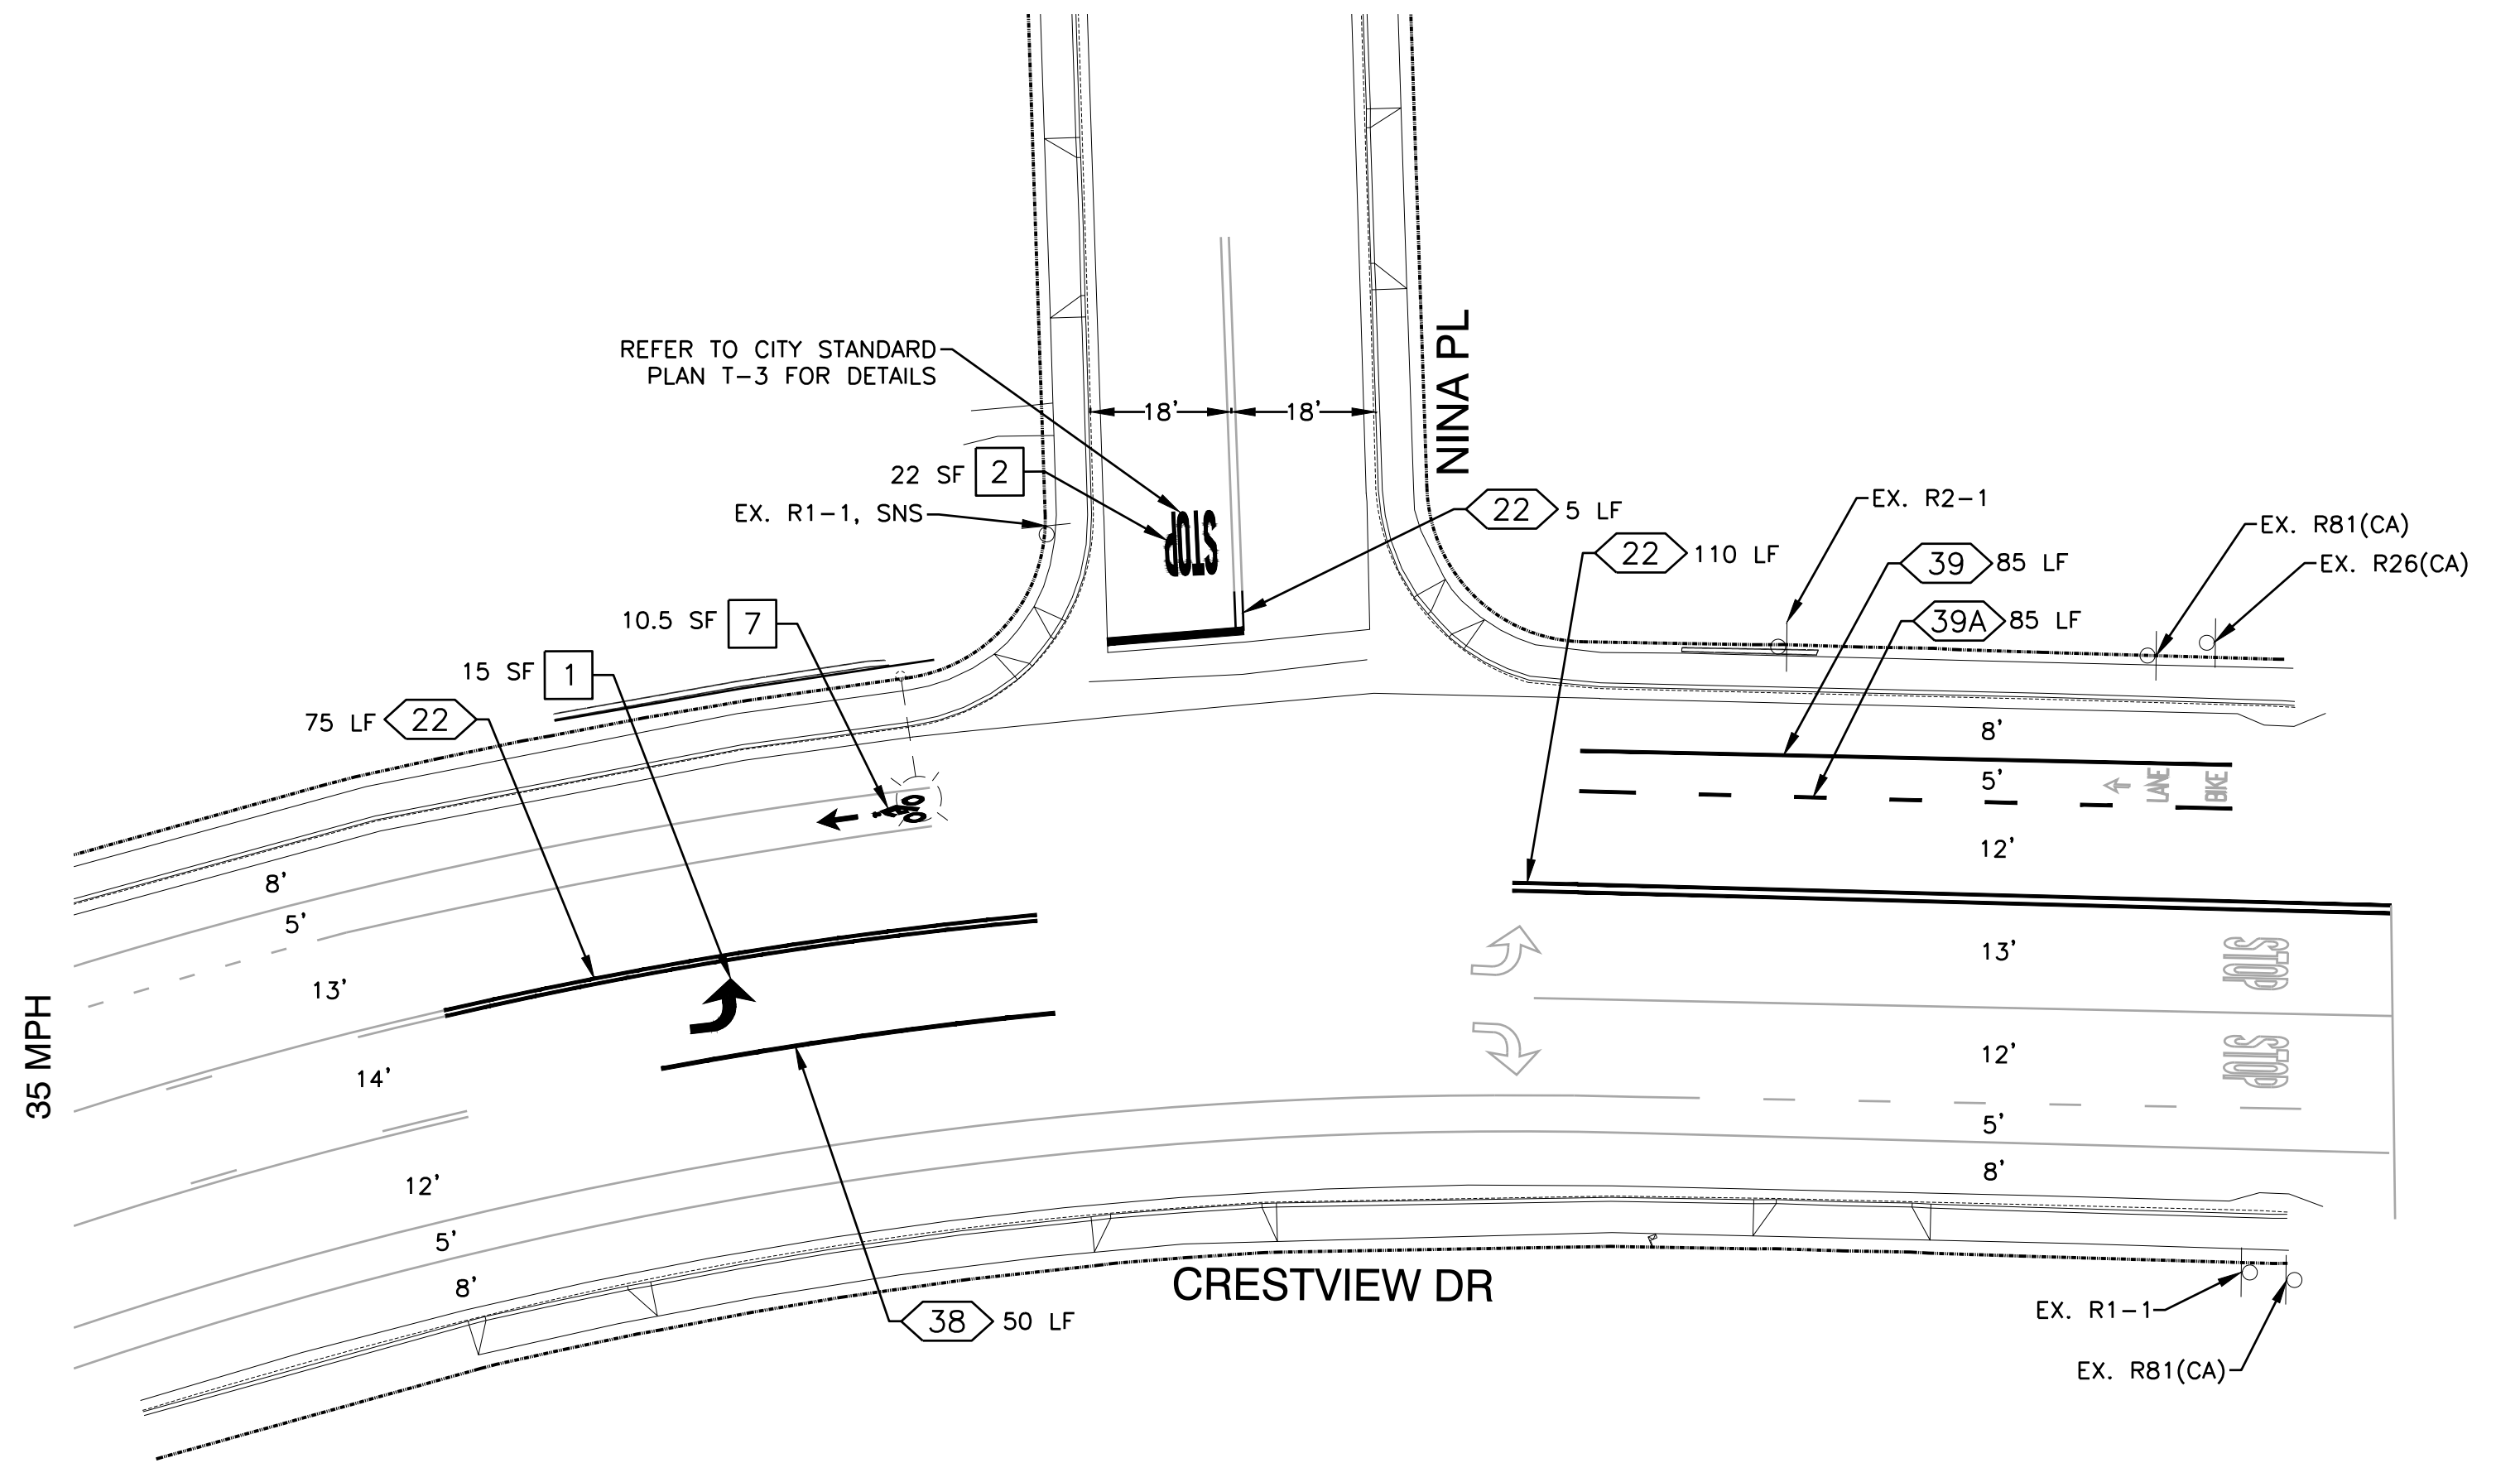 REFER TO CITY STANDARD
PLAN T-3 FOR DETAILS
18'
18'
NINA PL
22 SF 2
EX. R1-1, SNS
STOP
22 5 LF
EX. R2-1
22 110 LF
EX. R81(CA)
39 85 LF
EX. R26(CA)
39A 85 LF
10.5 SF 7
15 SF 1
75 LF 22
8'
5'
LANE
BIKE
12'
8'
5'
13'
13'
STOP
35 MPH
14'
12'
STOP
12'
5'
5'
8'
8'
CRESTVIEW DR
38 50 LF
EX. R1-1
EX. R81(CA)